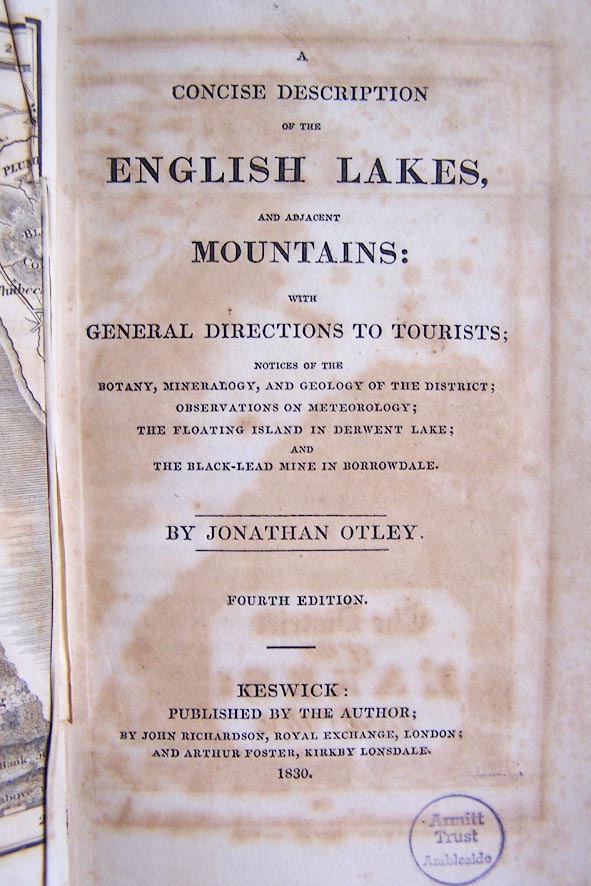 A
CONCISE DESCRIPTION
OF THE
ENGLISH LAKES,
AND ADJACENT
MOUNTAINS:
WITH
GENERAL DIRECTIONS TO TOURISTS;
NOTICES OF THE
BOTANY, MINERALOGY, AND GEOLOGY OF THE DISTRICT;
OBSERVATIONS ON METEOROLOGY;
THE FLOATING ISLAND IN DERWENT LAKE;
AND
THE BLACK-LEAD MINE IN BORROWDALE.
BY JONATHAN OTLEY.
FOURTH EDITION.
KESWICK:
PUBLISHED BY THE AUTHOR;
BY JOHN RICHARDSON, ROYAL EXCHANGE, LONDON;
AND ARTHUR FOSTER, KIRKBY LONSDALE.
1830.
Armitt
Trust
Ambleside